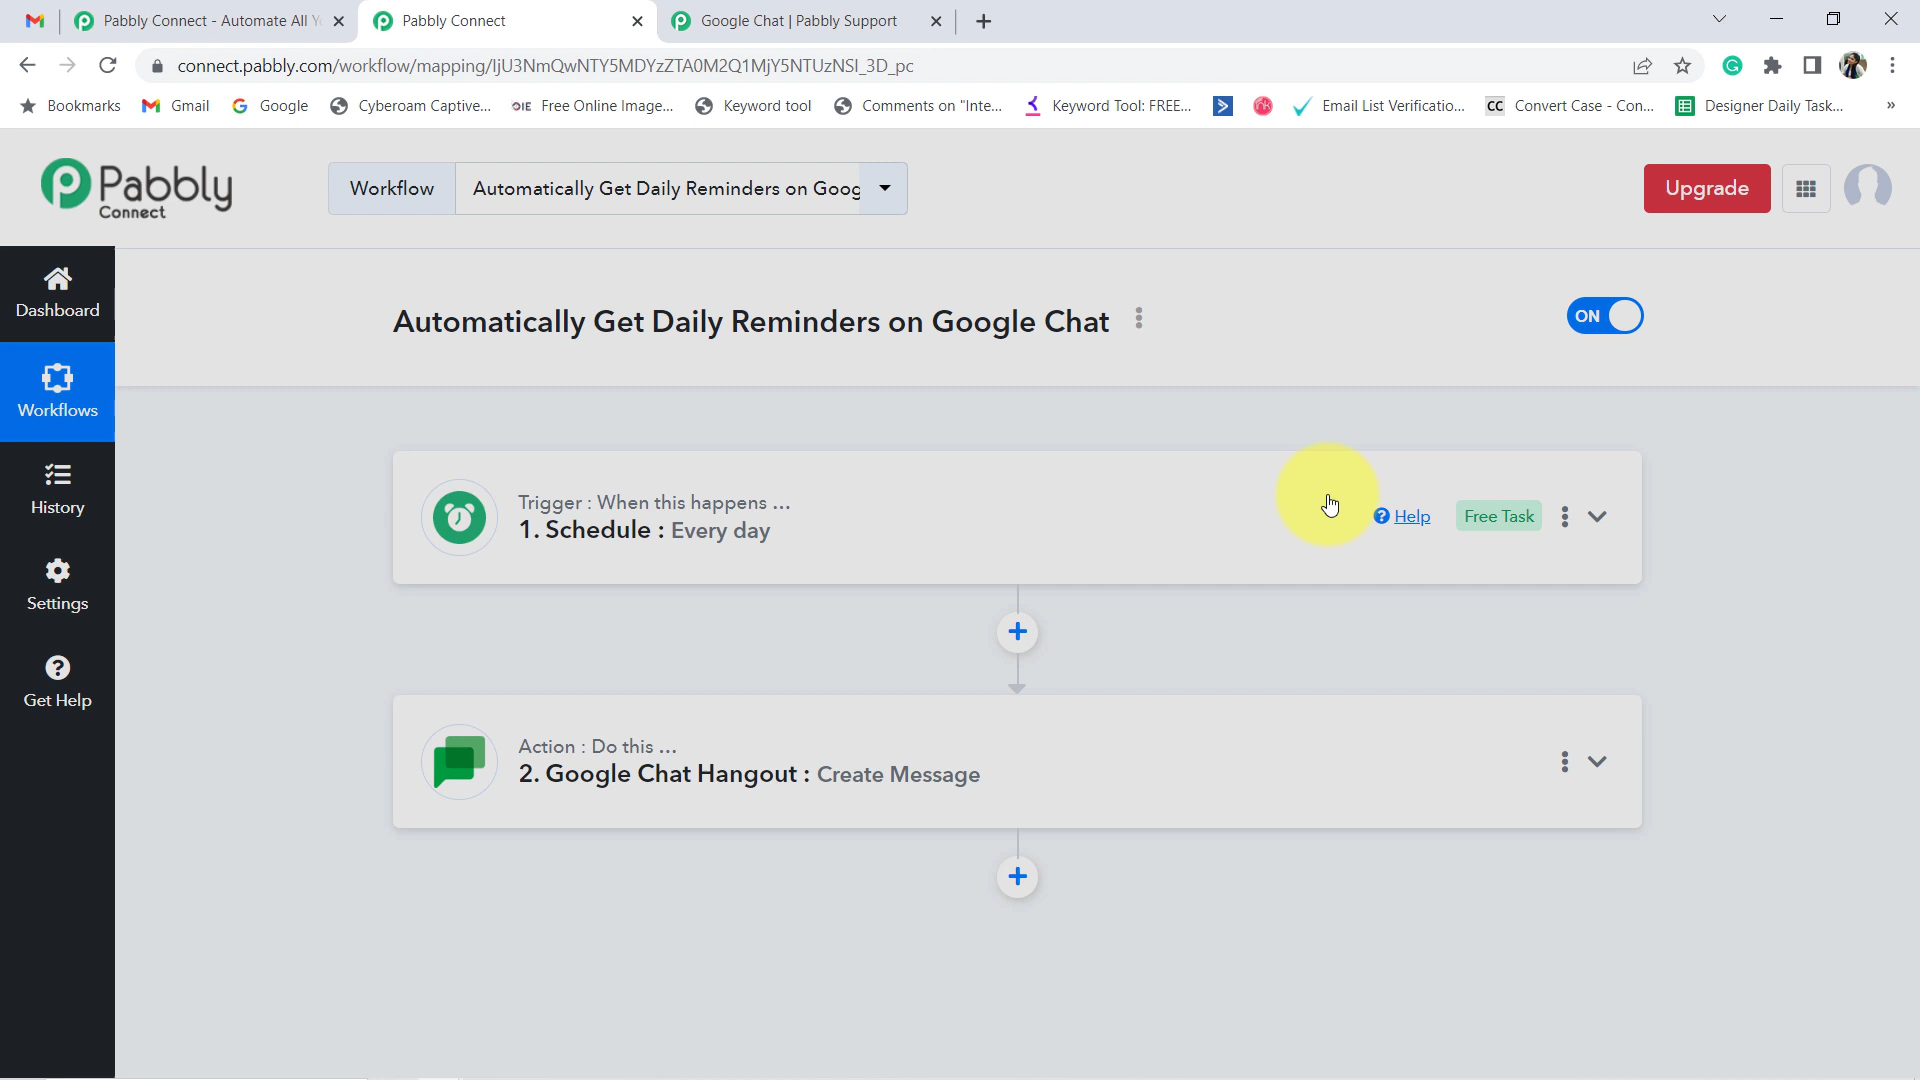 Pabbly Connect - Automate All Y
Pabbly Connect
Google Chat | Pabbly Support
connect.pabbly.com/workflow/mapping/IjU3NmQwNTY5MDYzZTA0M2Q1MjY5NTUzNSI_3D_pc
Bookmarks
Gmail
Google
Cyberoam Captive...
OIE
Free Online Image...
Keyword tool
Comments on "Inte...
Keyword Tool: FREE...
Email List Verificatio...
CC
Convert Case - Con...
Designer Daily Task...
»
Pabbly
Connect
Workflow
Automatically Get Daily Reminders on Goog
Upgrade
Dashboard
Workflows
History
Settings
Get Help
Automatically Get Daily Reminders on Google Chat
ON
Trigger : When this happens ...
1. Schedule : Every day
Help
Free Task
Action : Do this ...
2. Google Chat Hangout : Create Message